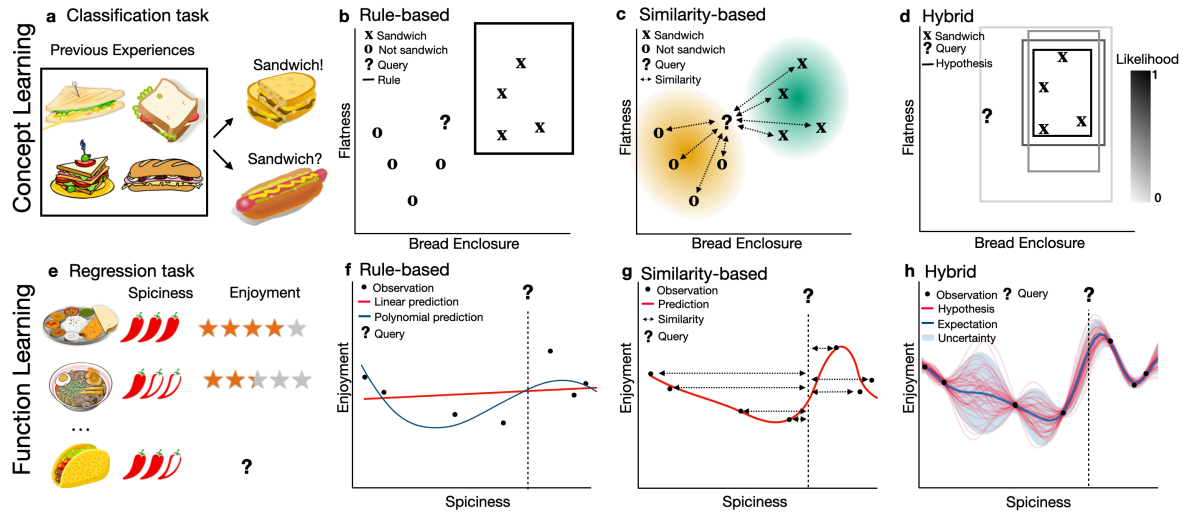 Concept Learning
a Classification task
Previous Experiences
Sandwich!
Sandwich?
b Rule-based
x Sandwich
o Not sandwich
? Query
Rule
x
x
x
x
o
?
o
o
o
Flatness
Bread Enclosure
c Similarity-based
x Sandwich
o Not sandwich
? Query
Similarity
x
x
x
x
?
o
o
o
o
Flatness
Bread Enclosure
d Hybrid
x Sandwich
? Query
Hypothesis
x
x
x
x
?
Likelihood
1
0
Flatness
Bread Enclosure
Function Learning
e Regression task
Spiciness
Enjoyment
...
?
f Rule-based
Observation
Linear prediction
Polynomial prediction
? Query
?
Enjoyment
Spiciness
g Similarity-based
Observation
Prediction
Similarity
? Query
?
Enjoyment
Spiciness
h Hybrid
Observation ? Query
Hypothesis
Expectation
Uncertainty
?
Enjoyment
Spiciness